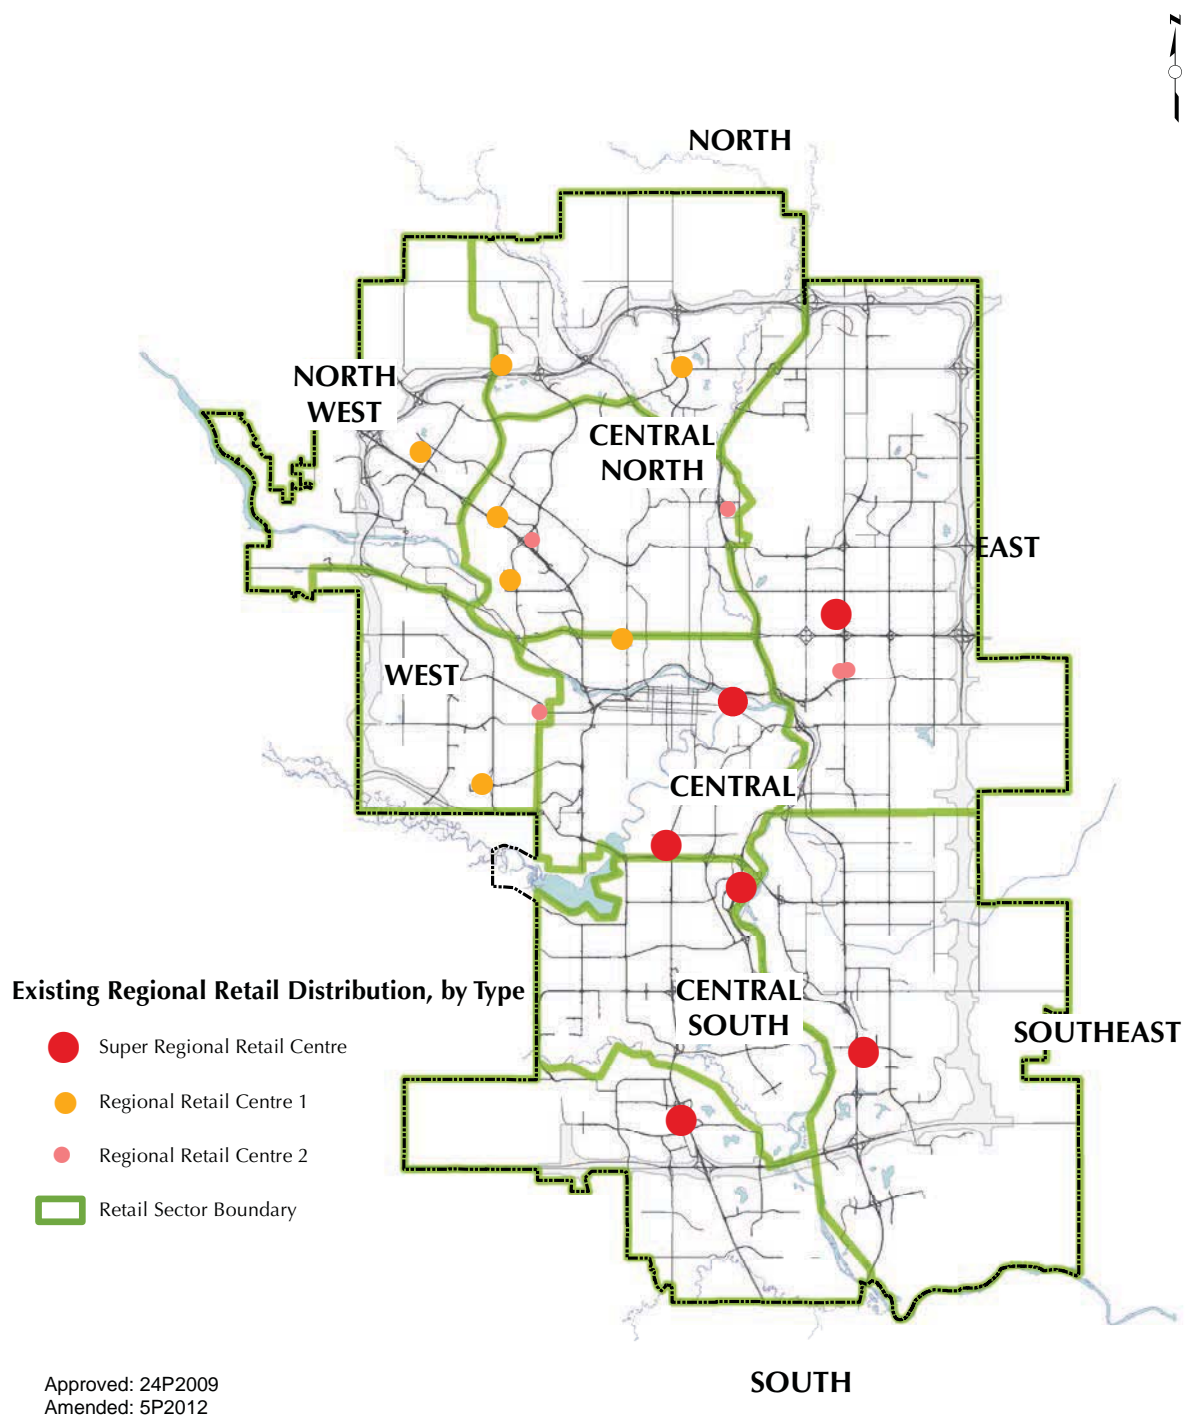 N
NORTH
NORTH
WEST
CENTRAL
NORTH
EAST
WEST
CENTRAL
Existing Regional Retail Distribution, by Type
CENTRAL
SOUTH
SOUTHEAST
Super Regional Retail Centre
Regional Retail Centre 1
Regional Retail Centre 2
Retail Sector Boundary
SOUTH
Approved: 24P2009
Amended: 5P2012